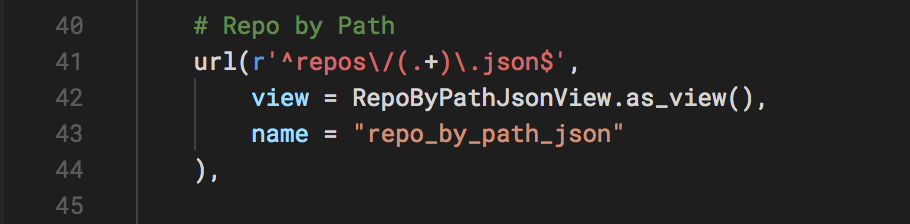 40 # Repo by Path
41 url(r'^repos\/(.+)\.json$',
42 view = RepoByPathJsonView.as_view(),
43 name = "repo_by_path_json"
44 ),
45